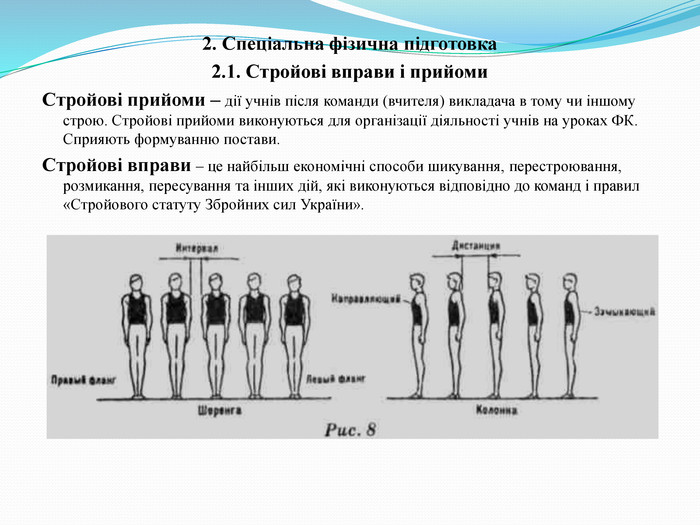 2. Спеціальна фізична підготовка
2.1. Стройові вправи і прийоми
Стройові прийоми – дії учнів після команди (вчителя) викладача в тому чи іншому
строю. Стройові прийоми виконуються для організації діяльності учнів на уроках ФК.
Сприяють формуванню постави.
Стройові вправи – це найбільш економічні способи шикування, перестроювання,
розмикання, пересування та інших дій, які виконуються відповідно до команд і правил
«Стройового статуту Збройних сил України».
Интервал
Дистанция
Направляющий
Замыкающий
Правый фланг
Левый фланг
Шеренга
Колонна
Рис. 8